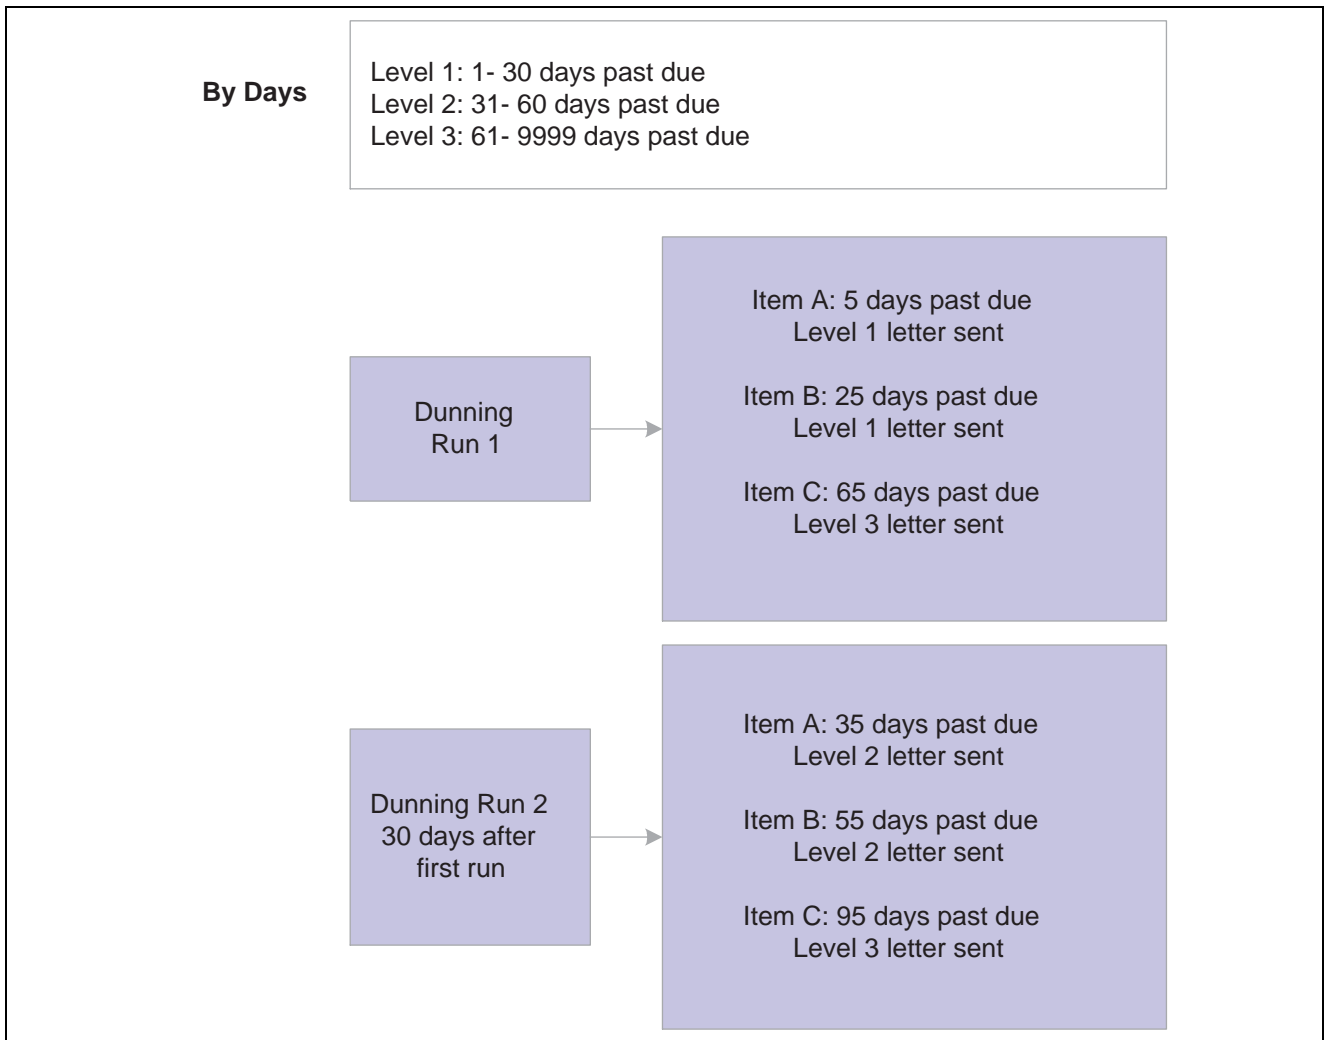 By Days
Level 1: 1- 30 days past due
Level 2: 31- 60 days past due
Level 3: 61- 9999 days past due
Dunning
Run 1
Item A: 5 days past due
Level 1 letter sent
Item B: 25 days past due
Level 1 letter sent
Item C: 65 days past due
Level 3 letter sent
Dunning Run 2
30 days after
first run
Item A: 35 days past due
Level 2 letter sent
Item B: 55 days past due
Level 2 letter sent
Item C: 95 days past due
Level 3 letter sent